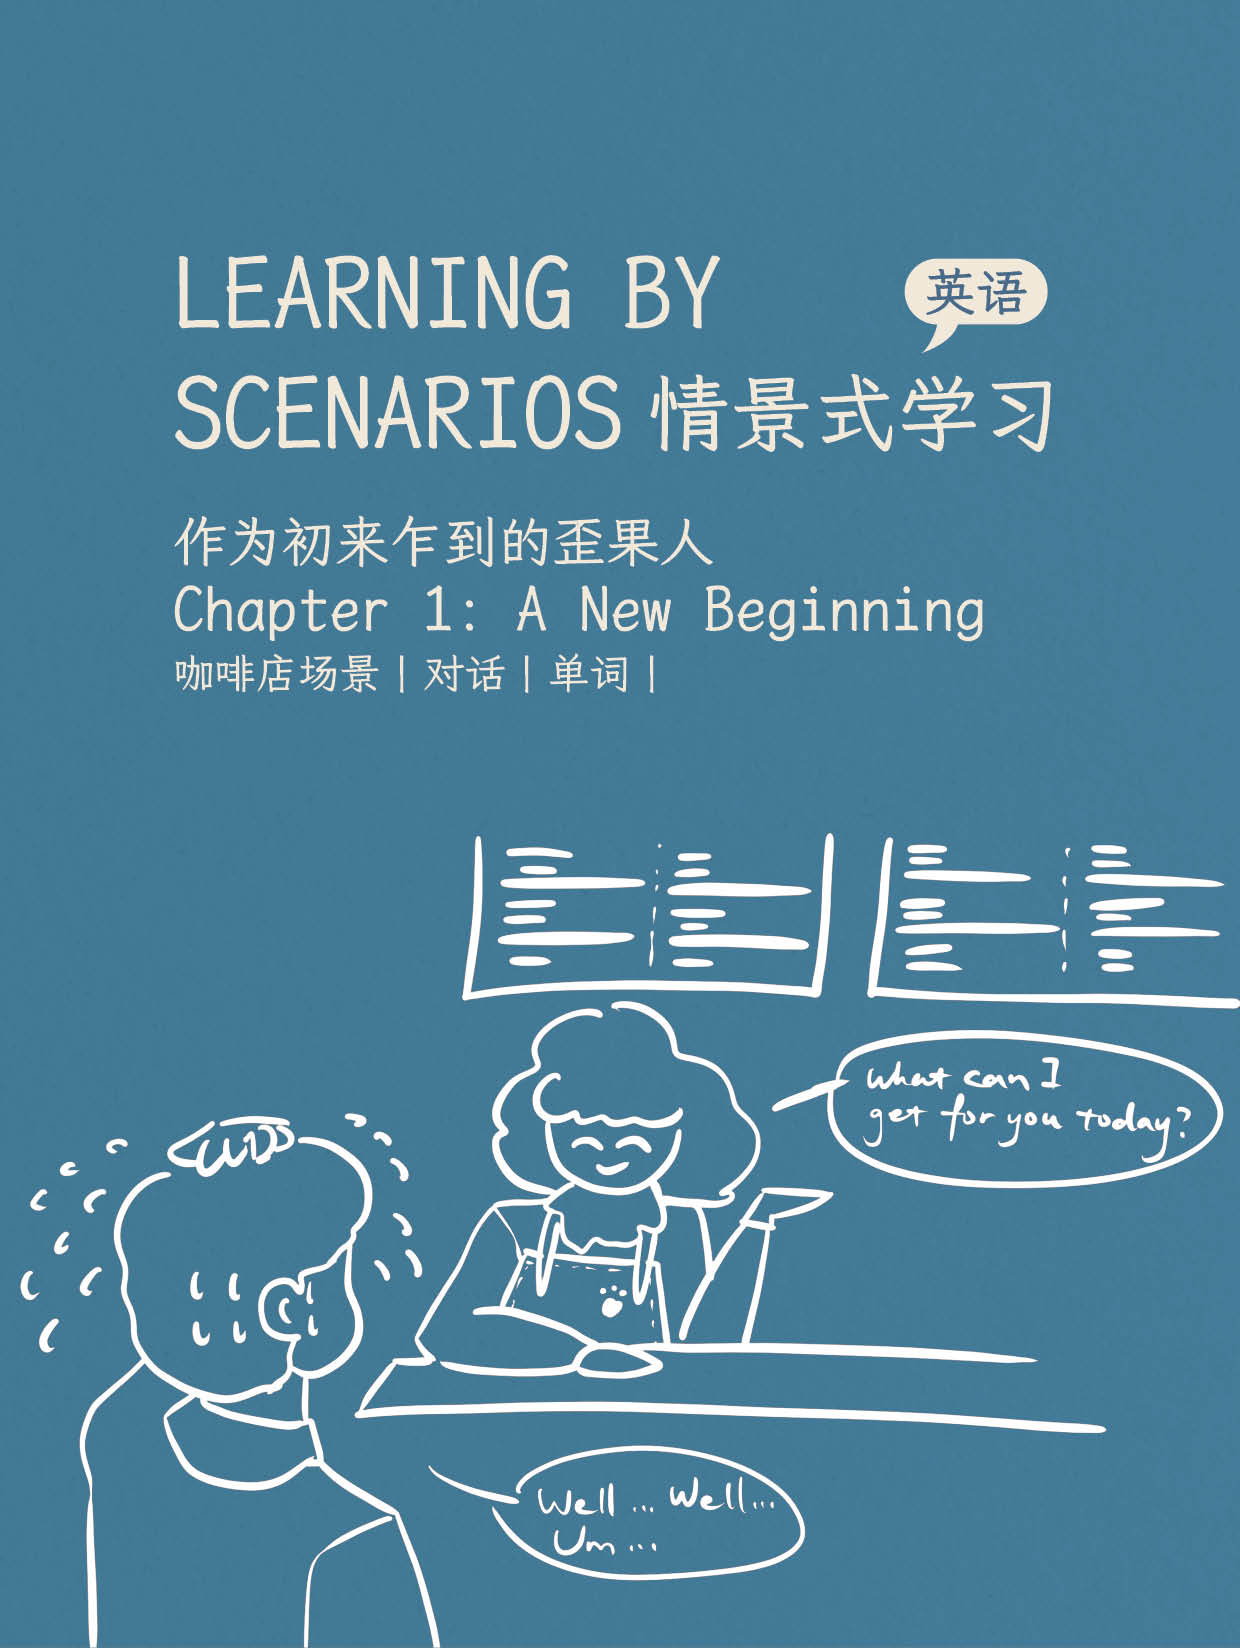 LEARNING BY
英语
SCENARIOS 情景式学习
作为初来乍到的歪果人
Chapter 1: A New Beginning
咖啡店场景 | 对话 | 单词 |
What can I
get for you today?
Well ... Well...
Um ...